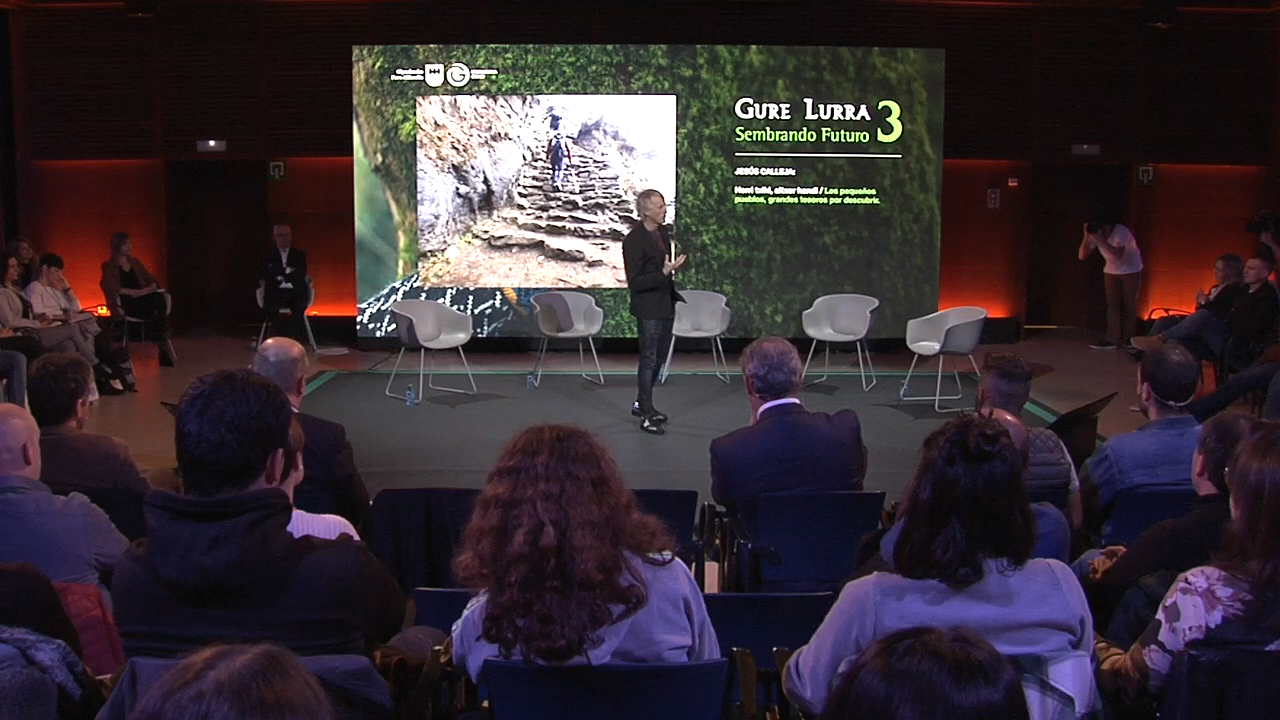 GURE LURRA 3
Sembrando Futuro
JESÚS CALLEJA:
Herri txiki, altxor handi / Los pequeños
pueblos, grandes tesoros por descubrir.